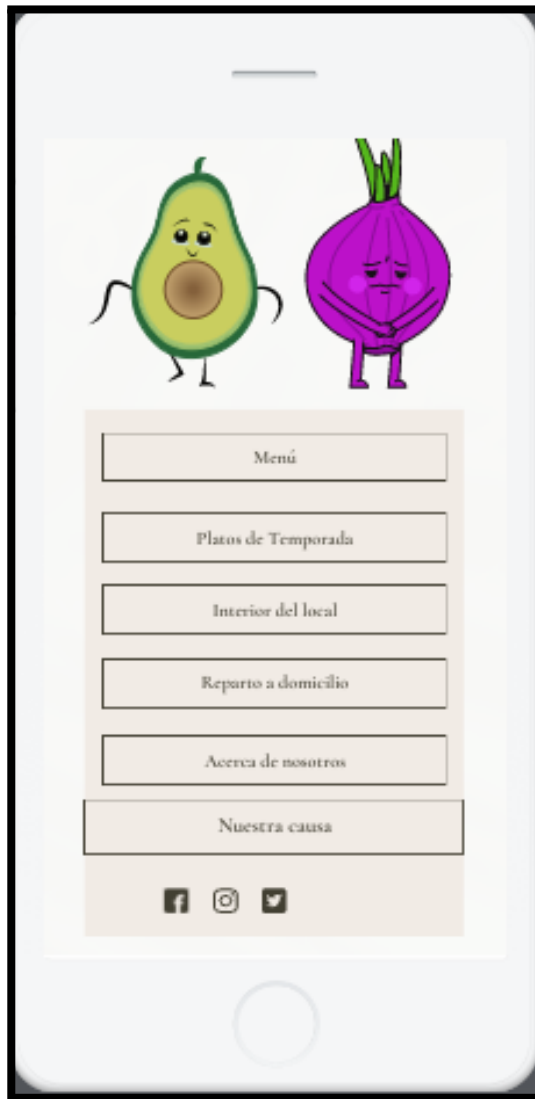 Menú
Platos de Temporada
Interior del local
Reparto a domicilio
Acerca de nosotros
Nuestra causa